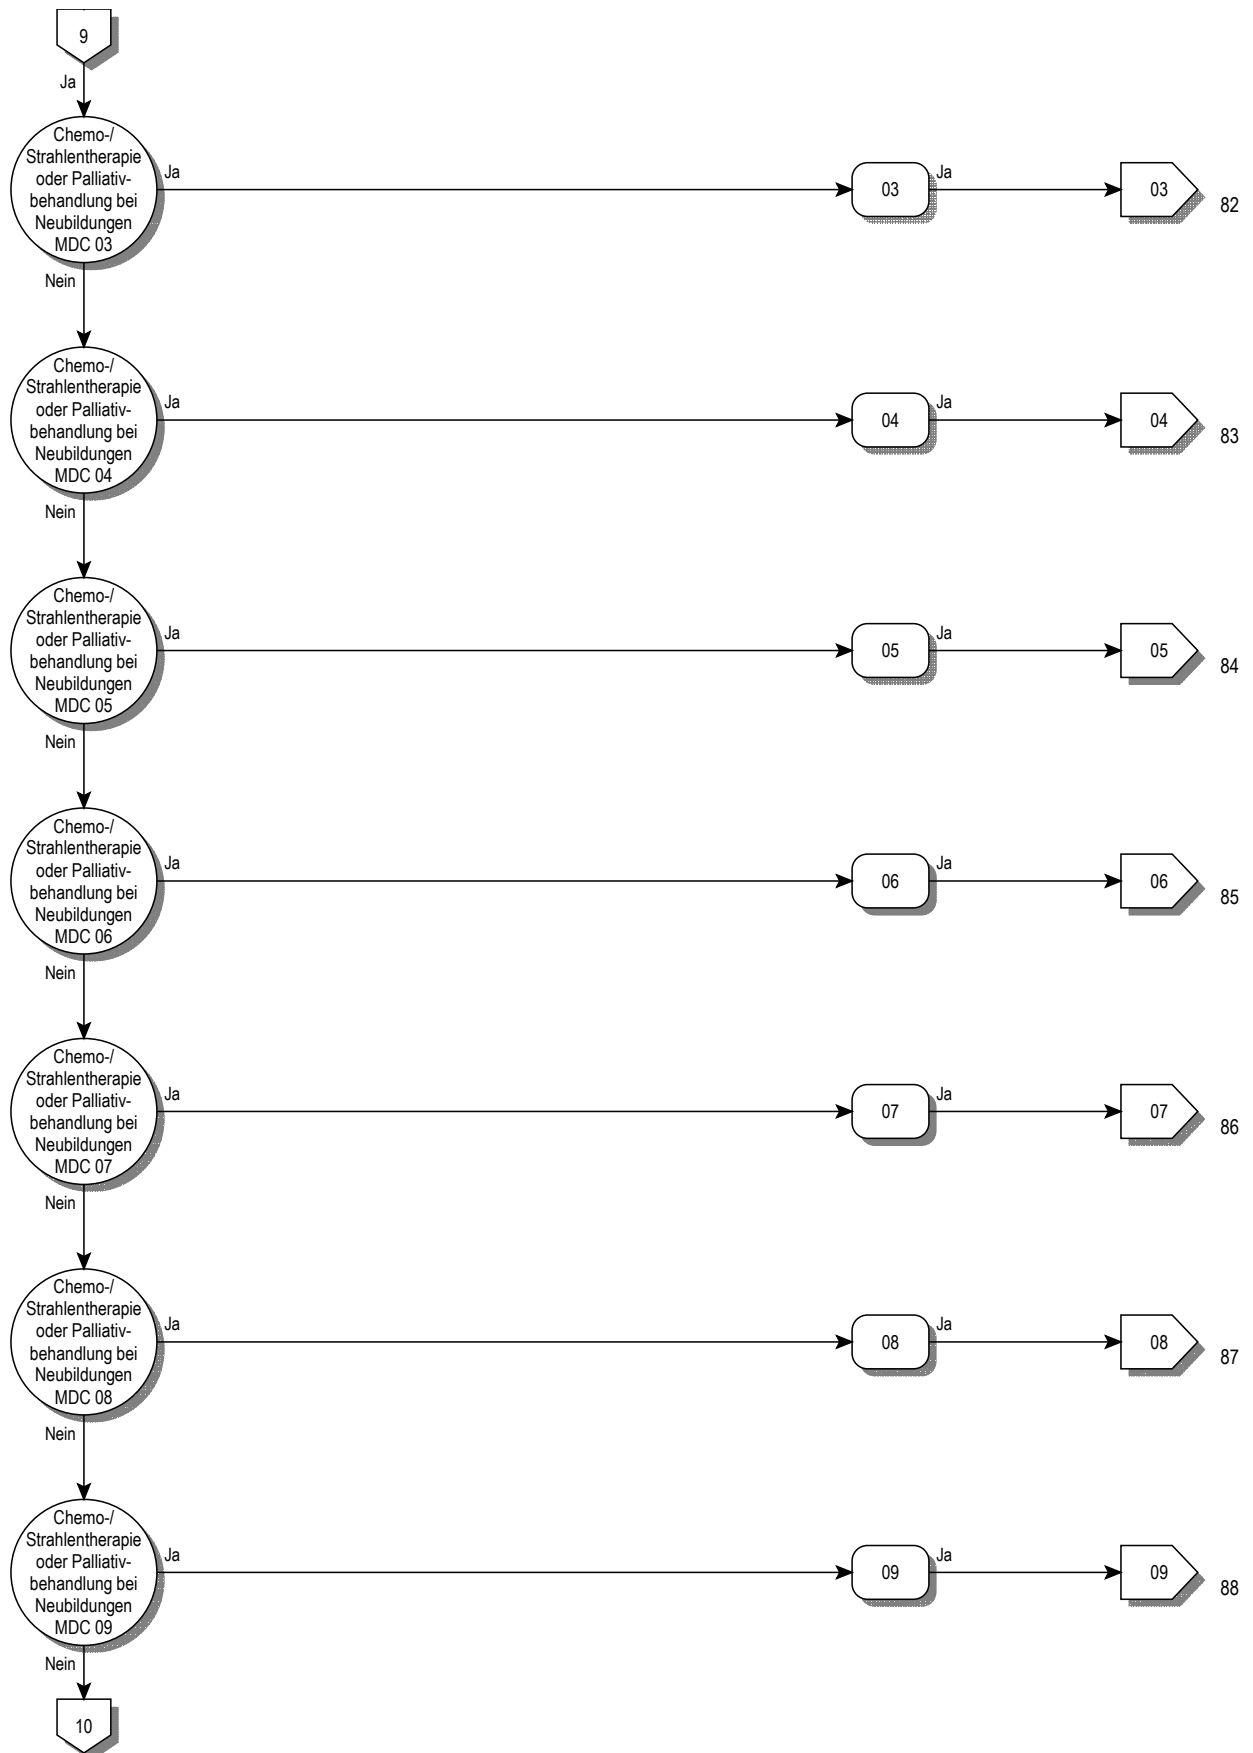 9
Ja
Chemo-/
Strahlentherapie
oder Palliativ-
behandlung bei
Neubildungen
MDC 03
Ja
03
Ja
03
82
Nein
Chemo-/
Strahlentherapie
oder Palliativ-
behandlung bei
Neubildungen
MDC 04
Ja
04
Ja
04
83
Nein
Chemo-/
Strahlentherapie
oder Palliativ-
behandlung bei
Neubildungen
MDC 05
Ja
05
Ja
05
84
Nein
Chemo-/
Strahlentherapie
oder Palliativ-
behandlung bei
Neubildungen
MDC 06
Ja
06
Ja
06
85
Nein
Chemo-/
Strahlentherapie
oder Palliativ-
behandlung bei
Neubildungen
MDC 07
Ja
07
Ja
07
86
Nein
Chemo-/
Strahlentherapie
oder Palliativ-
behandlung bei
Neubildungen
MDC 08
Ja
08
Ja
08
87
Nein
Chemo-/
Strahlentherapie
oder Palliativ-
behandlung bei
Neubildungen
MDC 09
Ja
09
Ja
09
88
Nein
10